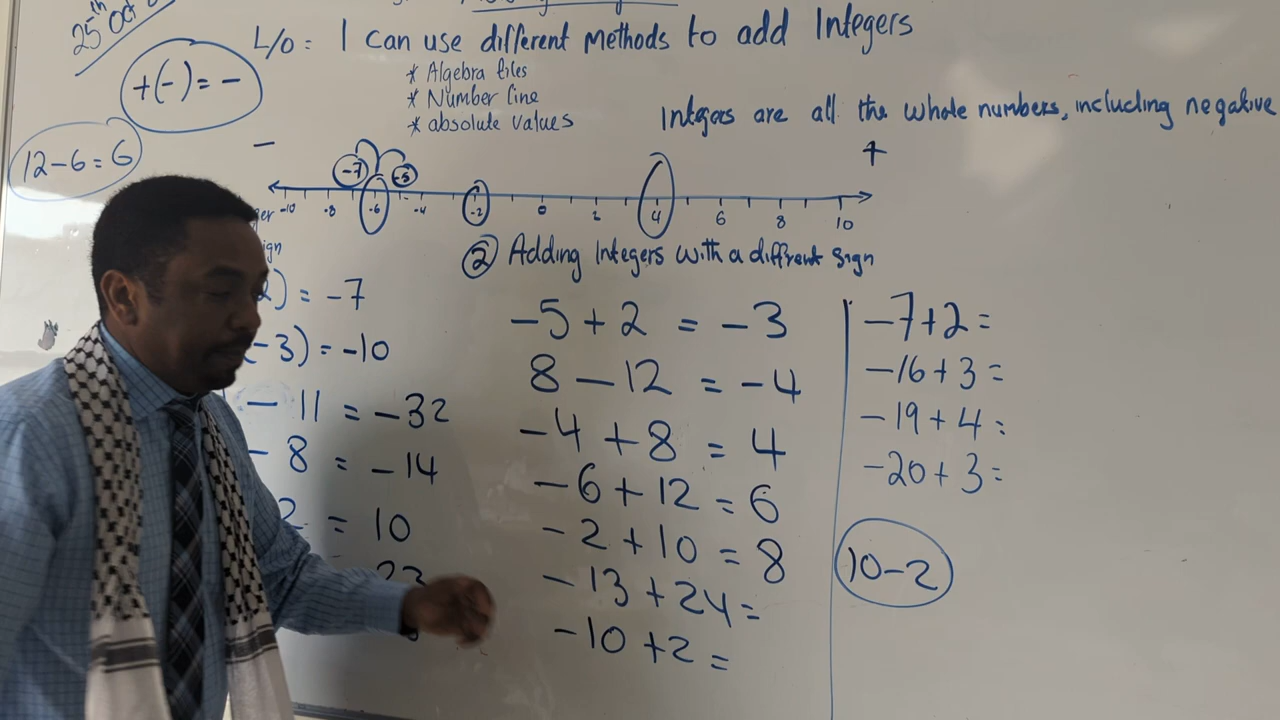 25th Oct
L/O = I can use different methods to add Integers
+(-) = -
* Algebra tiles
* Number line
* absolute values
Integers are all the whole numbers, including negative
12-6=6
- +
-7 -5
-10 -8 -6 -4 -2 0 2 4 6 8 10
② Adding Integers with a different sign
2) = -7
-3) = -10
- 11 = -32
- 8 = -14
2 = 10
23
-5+2 = -3
8-12 = -4
-4+8 = 4
-6+12 = 6
-2+10 = 8
-13+24=
-10+2=
-7+2=
-16+3=
-19+4=
-20+3=
10-2